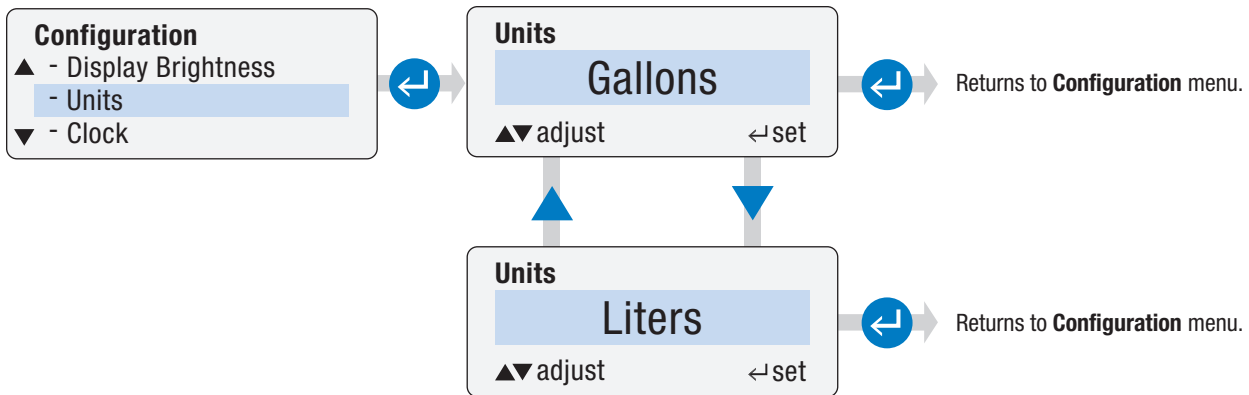 Configuration
▲ - Display Brightness
- Units
▼ - Clock
Units
Gallons
▲▼ adjust ↵ set
Returns to Configuration menu.
Units
Liters
▲▼ adjust ↵ set
Returns to Configuration menu.